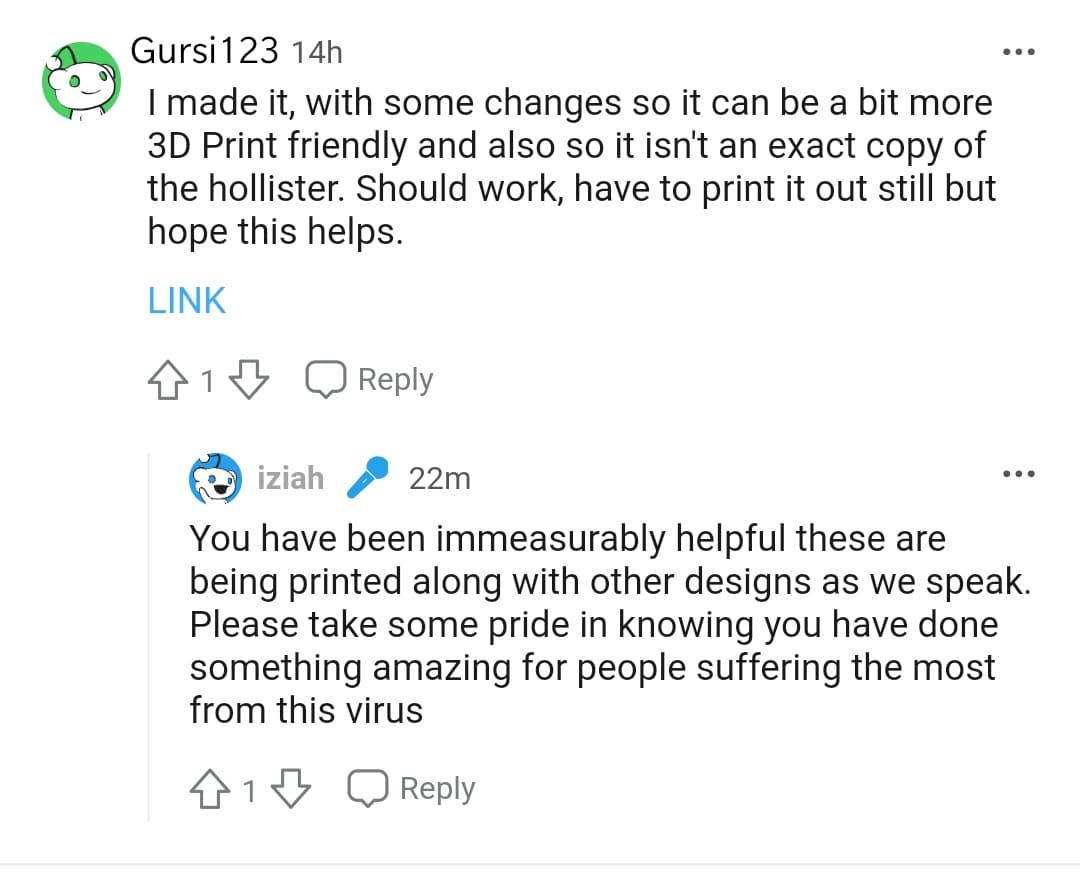 Gursi123 14h
I made it, with some changes so it can be a bit more
3D Print friendly and also so it isn't an exact copy of
the hollister. Should work, have to print it out still but
hope this helps.
LINK
1 Reply
iziah 22m
You have been immeasurably helpful these are
being printed along with other designs as we speak.
Please take some pride in knowing you have done
something amazing for people suffering the most
from this virus
1 Reply